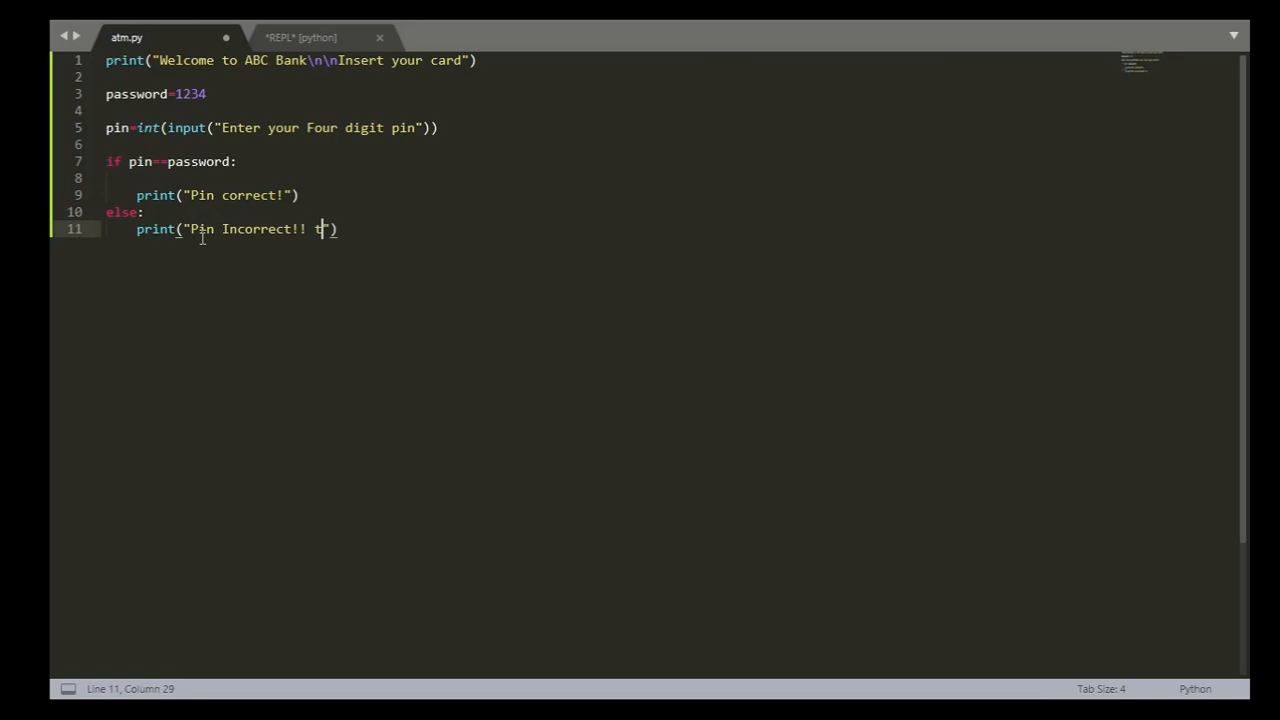 atm.py
*REPL* [python]
1 print("Welcome to ABC Bank\n\nInsert your card")
2
3 password=1234
4
5 pin=int(input("Enter your Four digit pin"))
6
7 if pin==password:
8
9 print("Pin correct!")
10 else:
11 print("Pin Incorrect!! t")
Line 11, Column 29
Tab Size: 4
Python